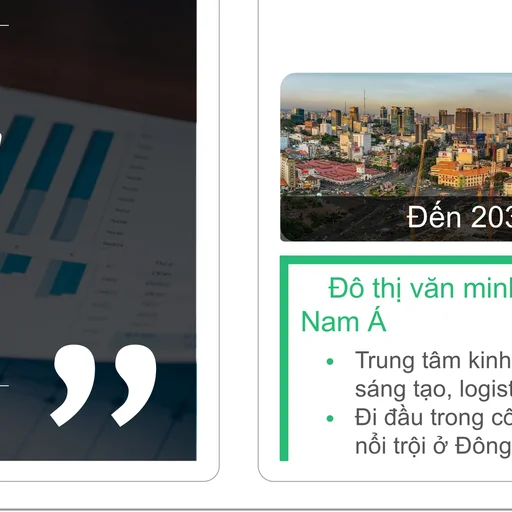 ”
Đến 203
Đô thị văn minh
Nam Á
• Trung tâm kinh
sáng tạo, logist
• Đi đầu trong cô
nổi trội ở Đông